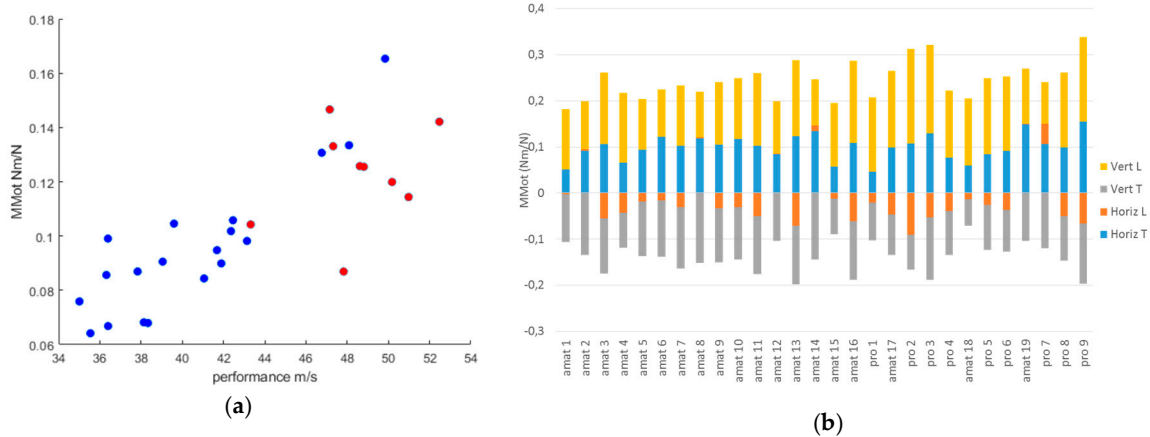 0.18
0.16
0.14
0.12
0.1
0.08
0.06
MMot Nm/N
34 36 38 40 42 44 46 48 50 52 54
performance m/s
(a)
0,4
0,3
0,2
0,1
0
-0,1
-0,2
-0,3
MMot (Nm/N)
amat 1
amat 2
amat 3
amat 4
amat 5
amat 6
amat 7
amat 8
amat 9
amat 10
amat 11
amat 12
amat 13
amat 14
amat 15
amat 16
pro 1
amat 17
pro 2
pro 3
pro 4
amat 18
pro 5
pro 6
amat 19
pro 7
pro 8
pro 9
Vert L
Vert T
Horiz L
Horiz T
(b)